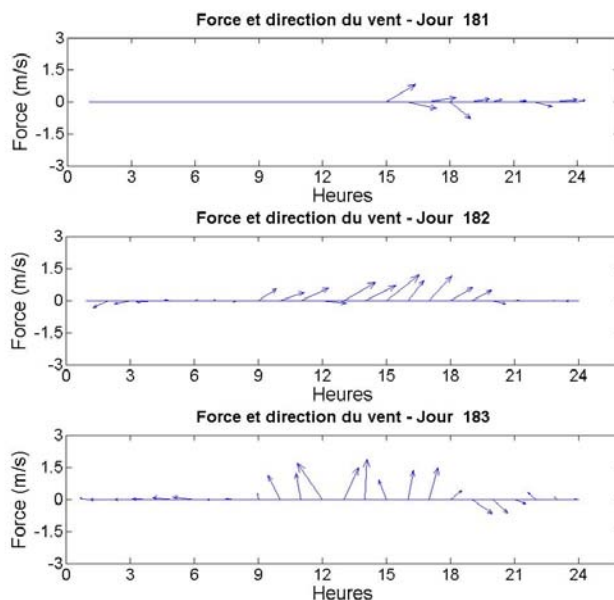 Force et direction du vent - Jour 181
3
1.5
0
-1.5
-3
Force (m/s)
0 3 6 9 12 15 18 21 24
Heures
Force et direction du vent - Jour 182
3
1.5
0
-1.5
-3
Force (m/s)
0 3 6 9 12 15 18 21 24
Heures
Force et direction du vent - Jour 183
3
1.5
0
-1.5
-3
Force (m/s)
0 3 6 9 12 15 18 21 24
Heures